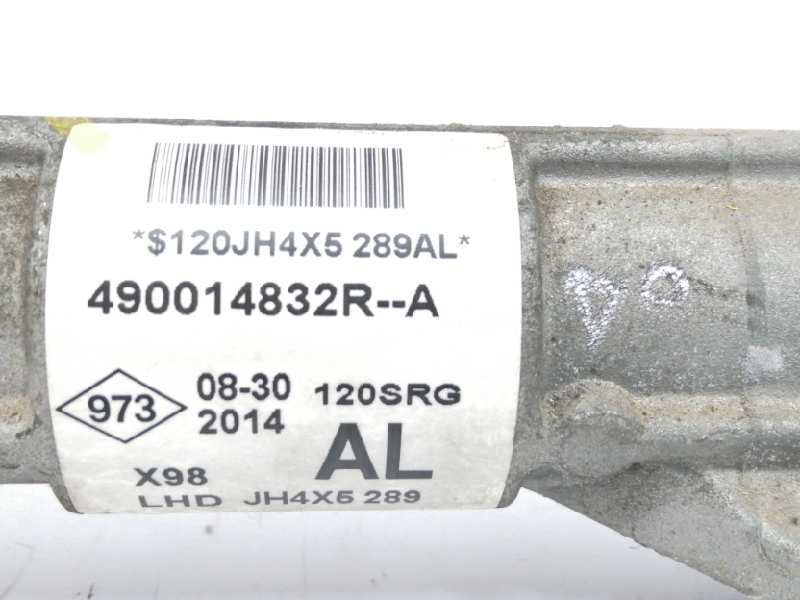 *$120JH4X5 289AL*
490014832R--A
973
08-30
2014
120SRG
AL
X98
LHD JH4X5 289